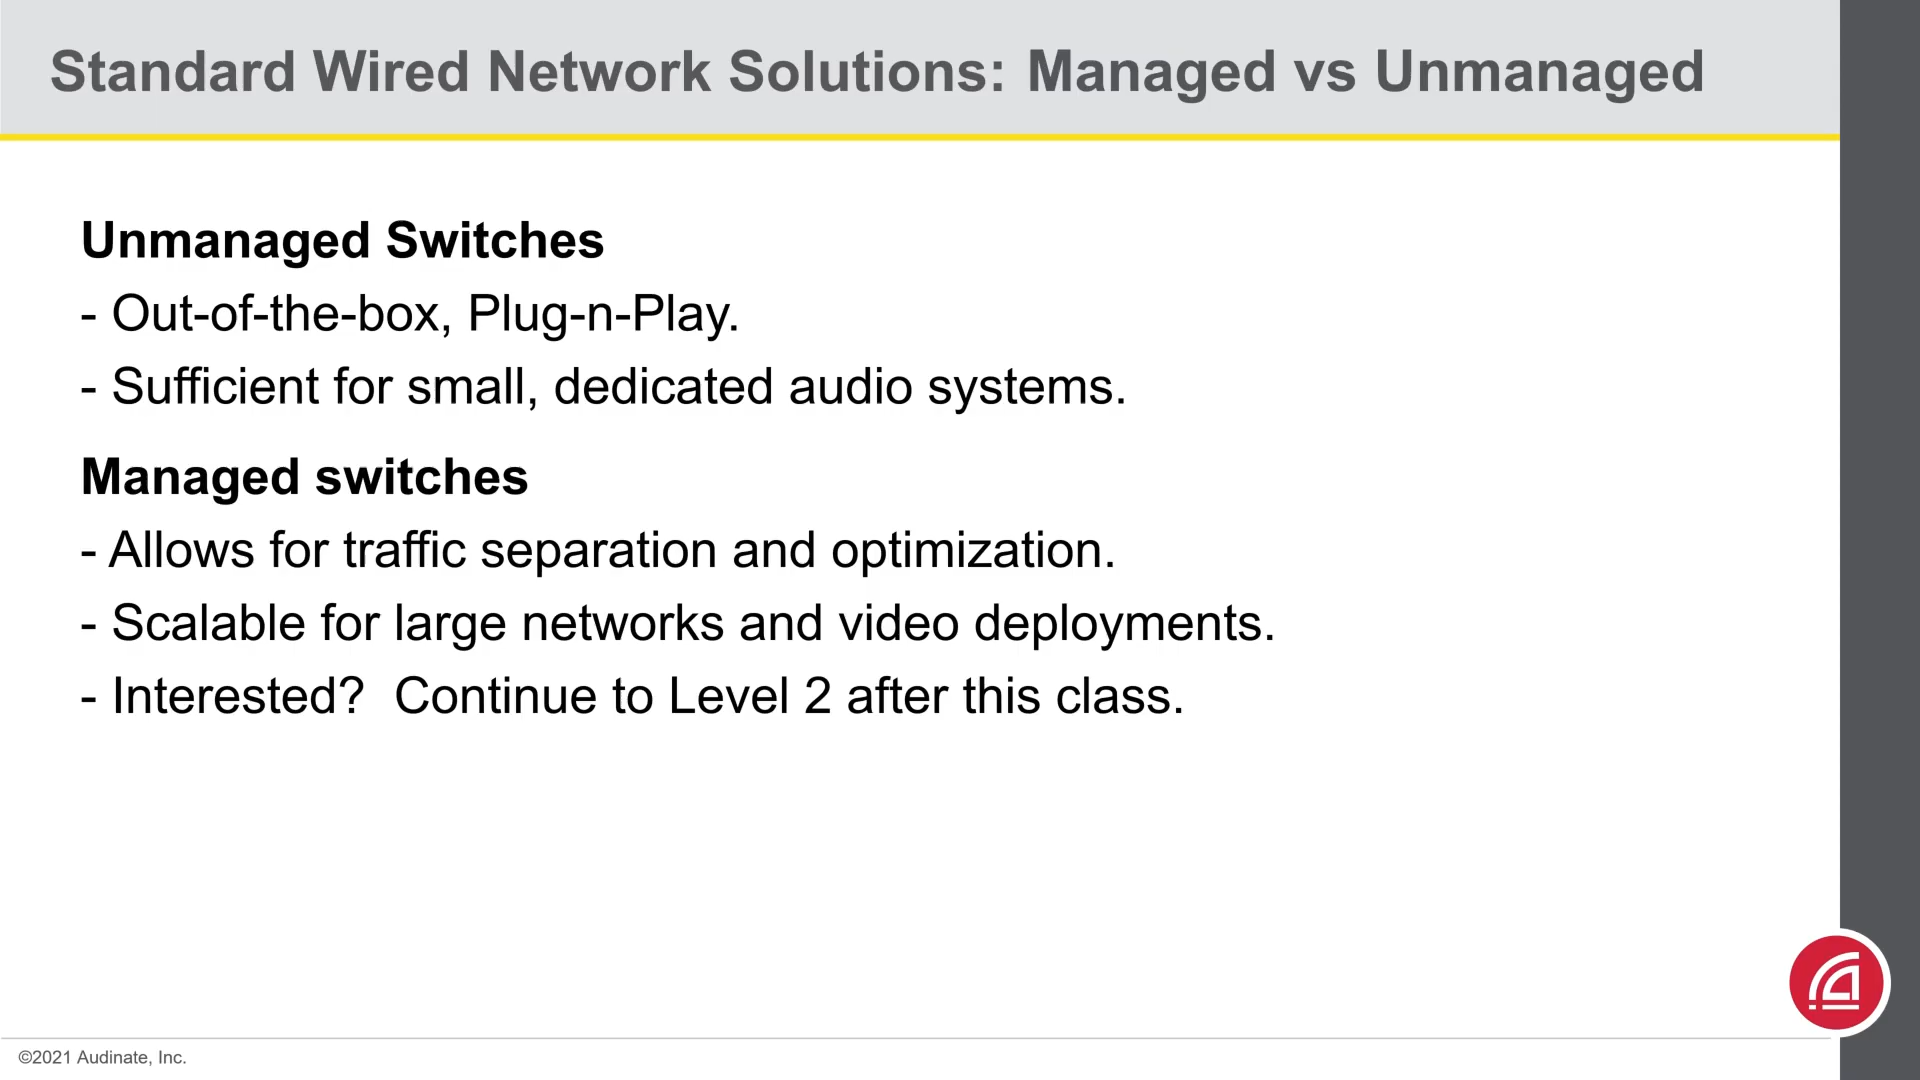 Standard Wired Network Solutions: Managed vs Unmanaged
Unmanaged Switches
- Out-of-the-box, Plug-n-Play.
- Sufficient for small, dedicated audio systems.
Managed switches
- Allows for traffic separation and optimization.
- Scalable for large networks and video deployments.
- Interested?  Continue to Level 2 after this class.
©2021 Audinate, Inc.